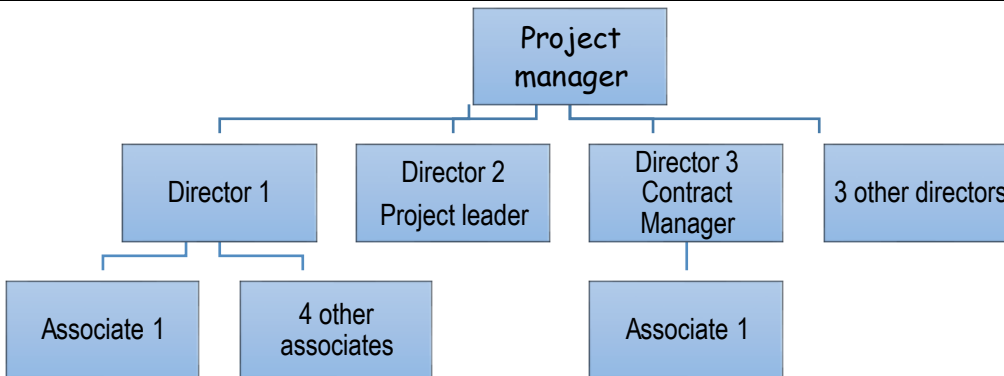 Project
manager
Director 1
Director 2
Project leader
Director 3
Contract
Manager
3 other directors
Associate 1
4 other
associates
Associate 1